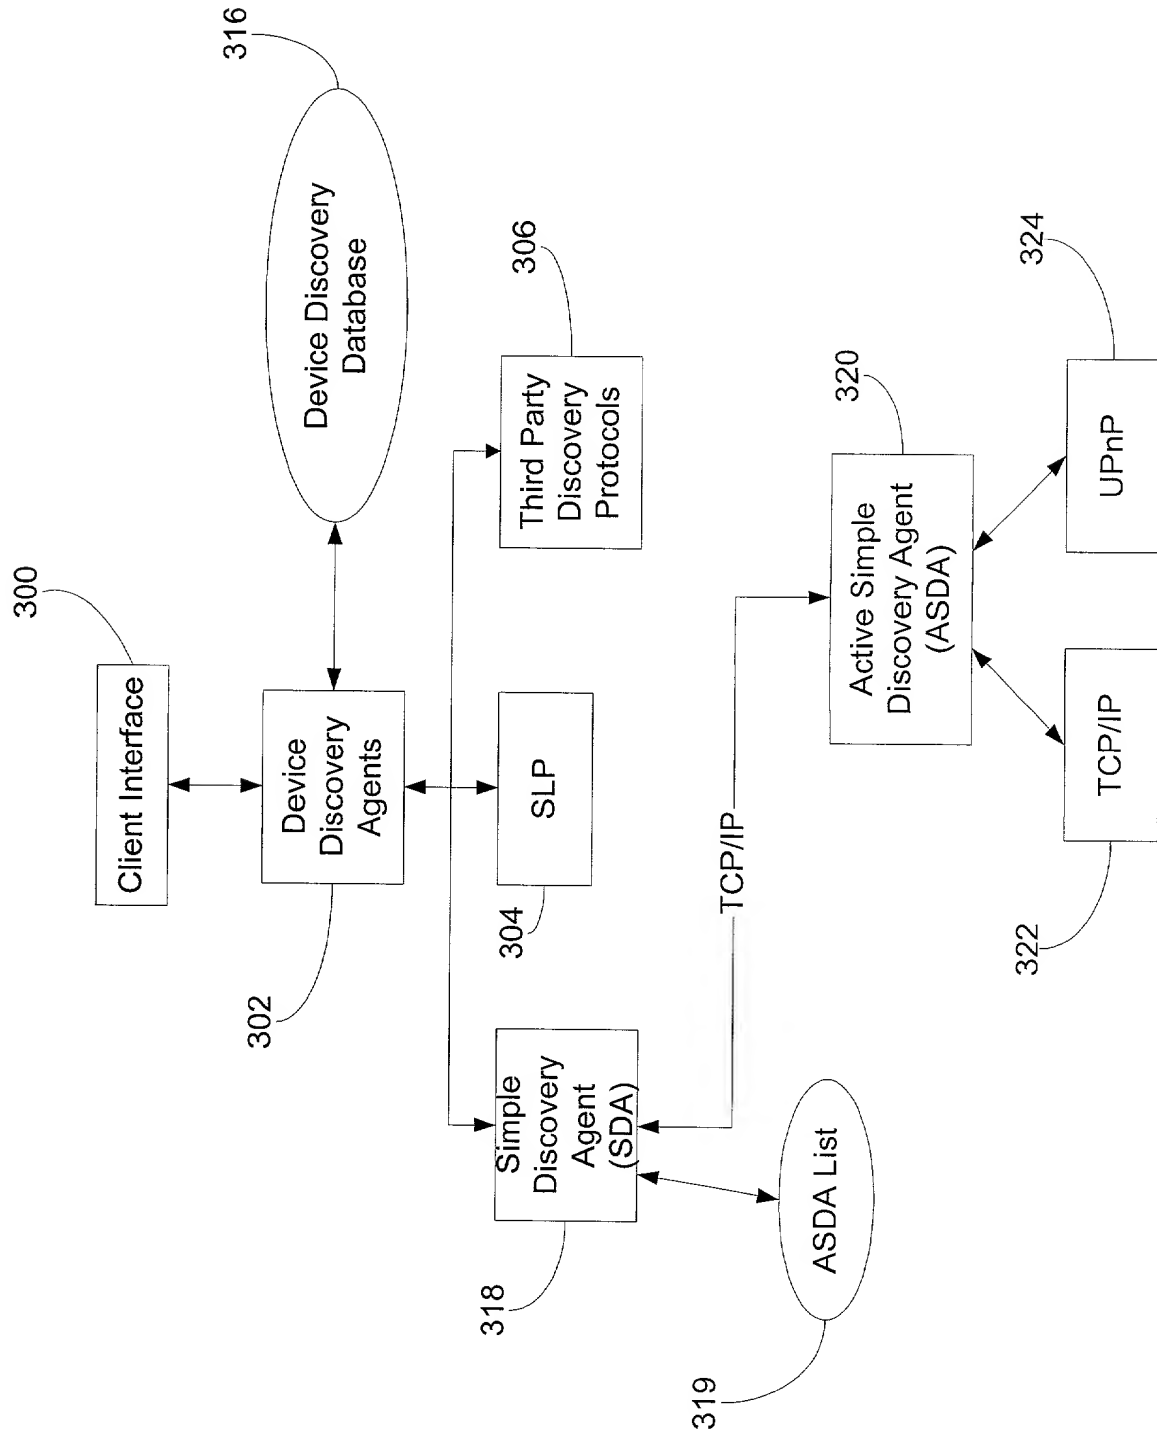 300
Client Interface
316
Device
Discovery
Agents
302
Device Discovery
Database
SLP
304
Third Party
Discovery
Protocols
306
Simple
Discovery
Agent
(SDA)
318
TCP/IP
ASDA List
319
Active Simple
Discovery Agent
(ASDA)
320
TCP/IP
322
UPnP
324